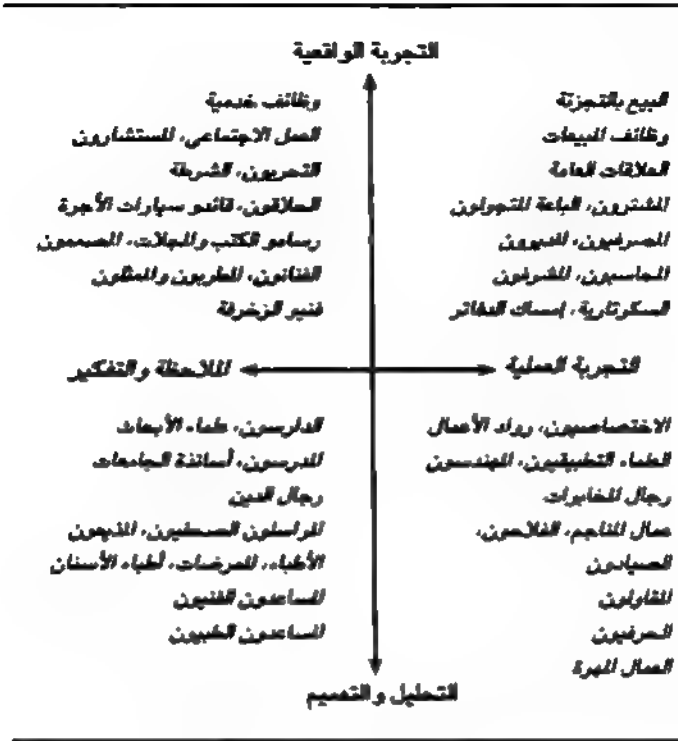 التجربة الواقعية
البيع بالتجزئة
وظائف المبيعات
العلاقات العامة
المشترون، الباعة المتجولون
المصرفيون، المديرون
المحاسبون، المشرفون
السكرتارية، إمساك الدفاتر
وظائف خدمية
العمل الاجتماعي، المستشارون
التحريون، الشرطة
الحلاقون، قائدو سيارات الأجرة
رسامو الكتب والمجلات، المصممون
الفنانون، المطربون والممثلون
فنيو الزخرفة
التجربة العملية
الملاحظة والتفكير
الاختصاصيون، رواد الأعمال
العلماء التطبيقيون، المهندسون
رجال المخابرات
عمال المناجم، الفلاحون،
الصيادون
المقاولون
الحرفيون
العمال المهرة
الدارسون، علماء الأبحاث
المدرسون، أساتذة الجامعات
رجال الدين
المراسلون الصحفيون، المذيعون
الأطباء، الممرضات، أطباء الأسنان
المساعدون الفنيون
المساعدون الطبيون
التحليل والتعميم